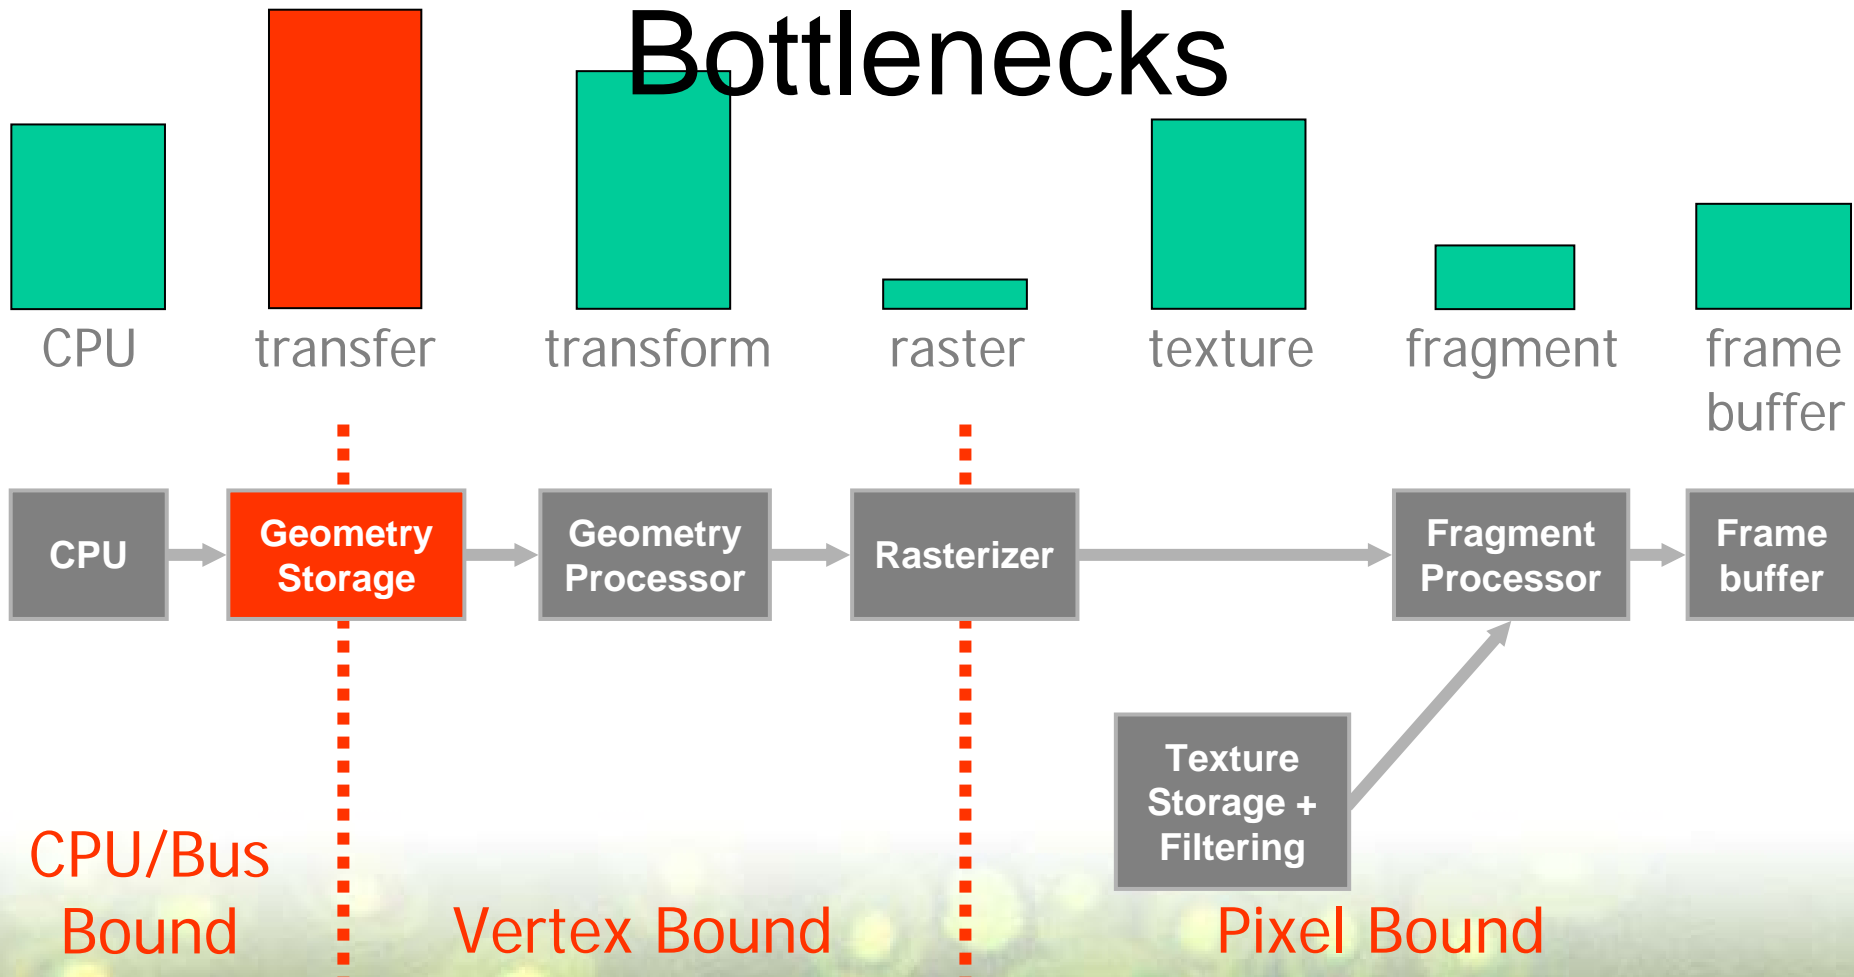 Bottlenecks
CPU
transfer
transform
raster
texture
fragment
frame
buffer
CPU
Geometry
Storage
Geometry
Processor
Rasterizer
Fragment
Processor
Frame
buffer
Texture
Storage +
Filtering
CPU/Bus
Bound
Vertex Bound
Pixel Bound